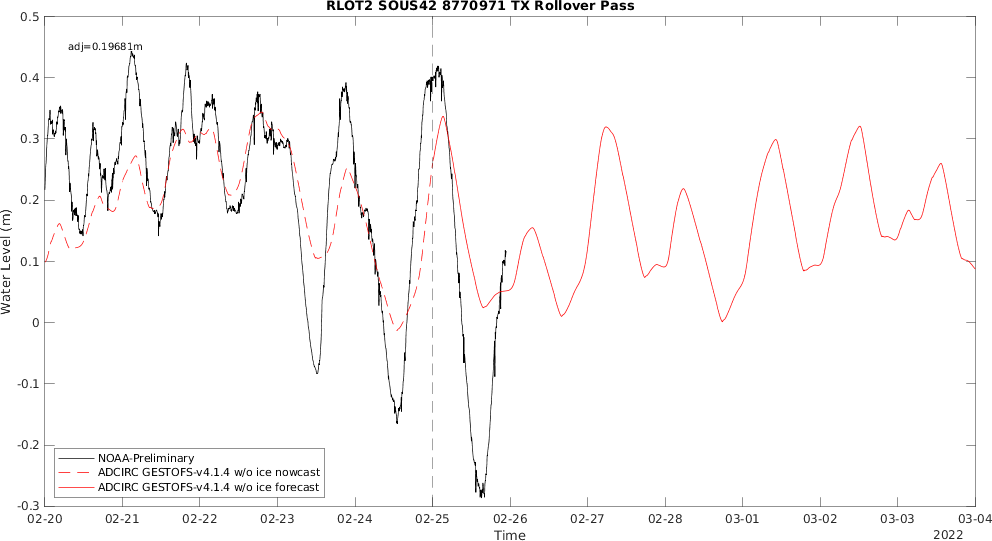 RLOT2 SOUS42 8770971 TX Rollover Pass
adj=0.19681m
0.5
0.4
0.3
0.2
0.1
0
-0.1
-0.2
-0.3
Water Level (m)
NOAA-Preliminary
ADCIRC GESTOFS-v4.1.4 w/o ice nowcast
ADCIRC GESTOFS-v4.1.4 w/o ice forecast
02-20 02-21 02-22 02-23 02-24 02-25 02-26 02-27 02-28 03-01 03-02 03-03 03-04
Time
2022